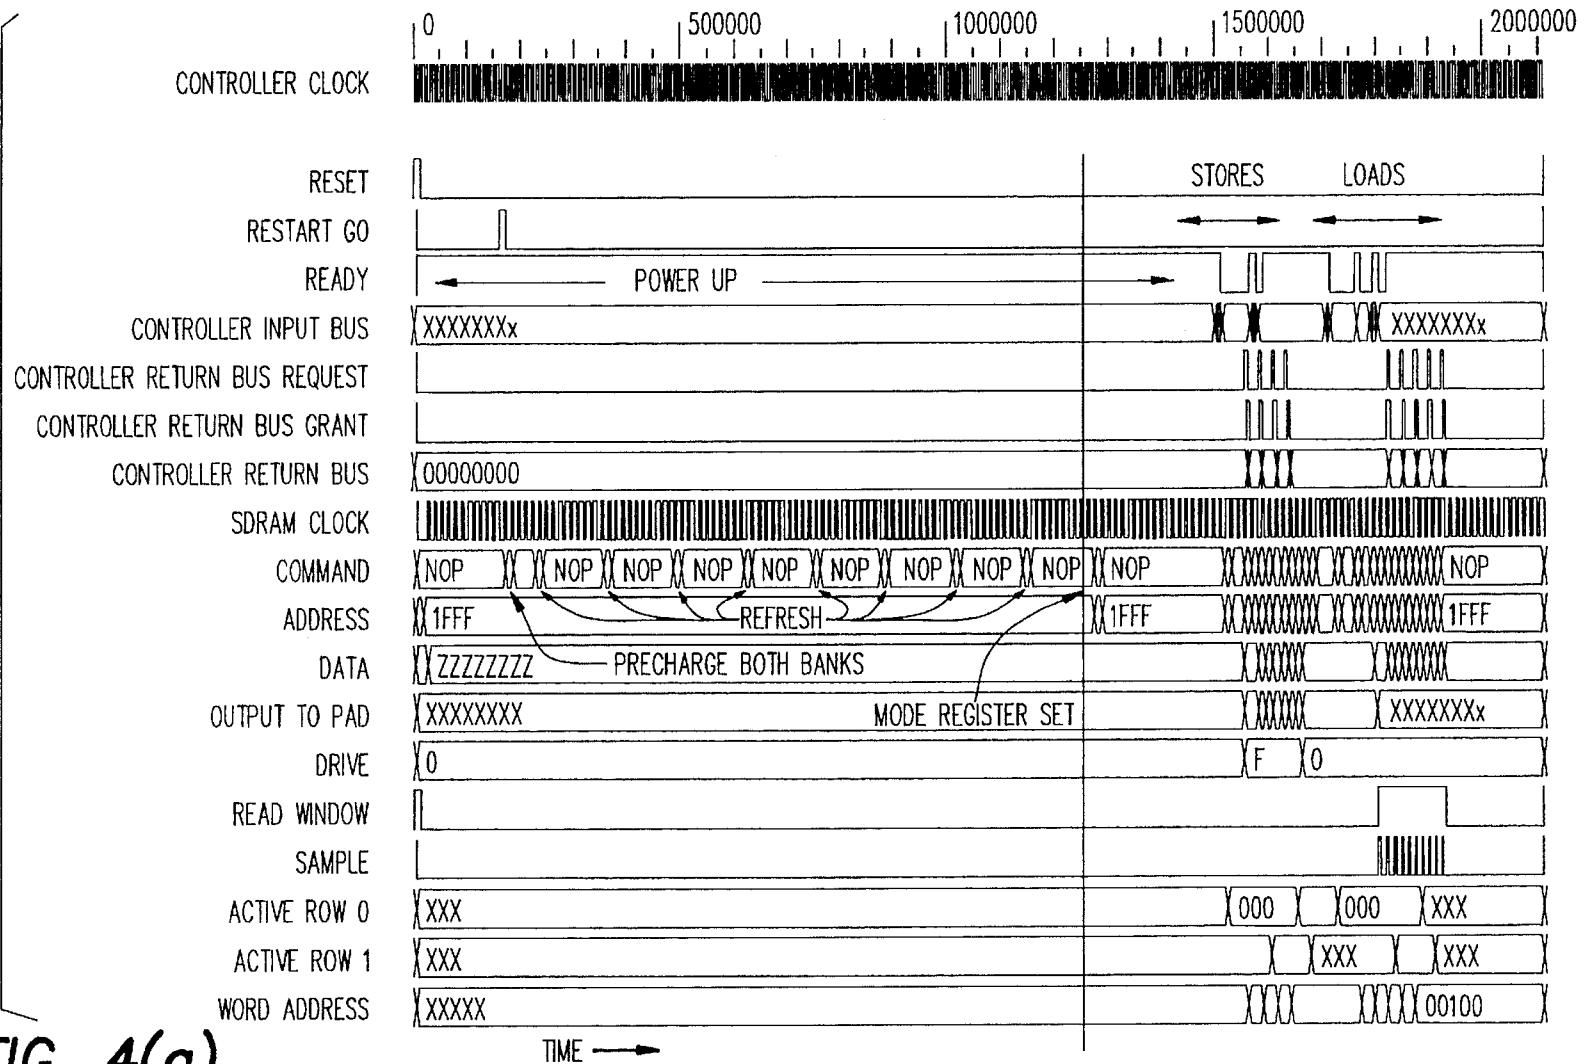 0 500000 1000000 1500000 2000000
CONTROLLER CLOCK
RESET STORES LOADS
RESTART GO
READY POWER UP
CONTROLLER INPUT BUS XXXXXXXx XXXXXXXx
CONTROLLER RETURN BUS REQUEST
CONTROLLER RETURN BUS GRANT
CONTROLLER RETURN BUS 00000000
SDRAM CLOCK
COMMAND NOP NOP NOP NOP NOP NOP NOP NOP NOP NOP NOP
ADDRESS 1FFF REFRESH 1FFF 1FFF
DATA ZZZZZZZZ PRECHARGE BOTH BANKS
OUTPUT TO PAD XXXXXXXX MODE REGISTER SET XXXXXXXx
DRIVE 0 F 0
READ WINDOW
SAMPLE
ACTIVE ROW 0 XXX 000 000 XXX
ACTIVE ROW 1 XXX XXX XXX
WORD ADDRESS XXXXX 00100
FIG. 4(a)
TIME